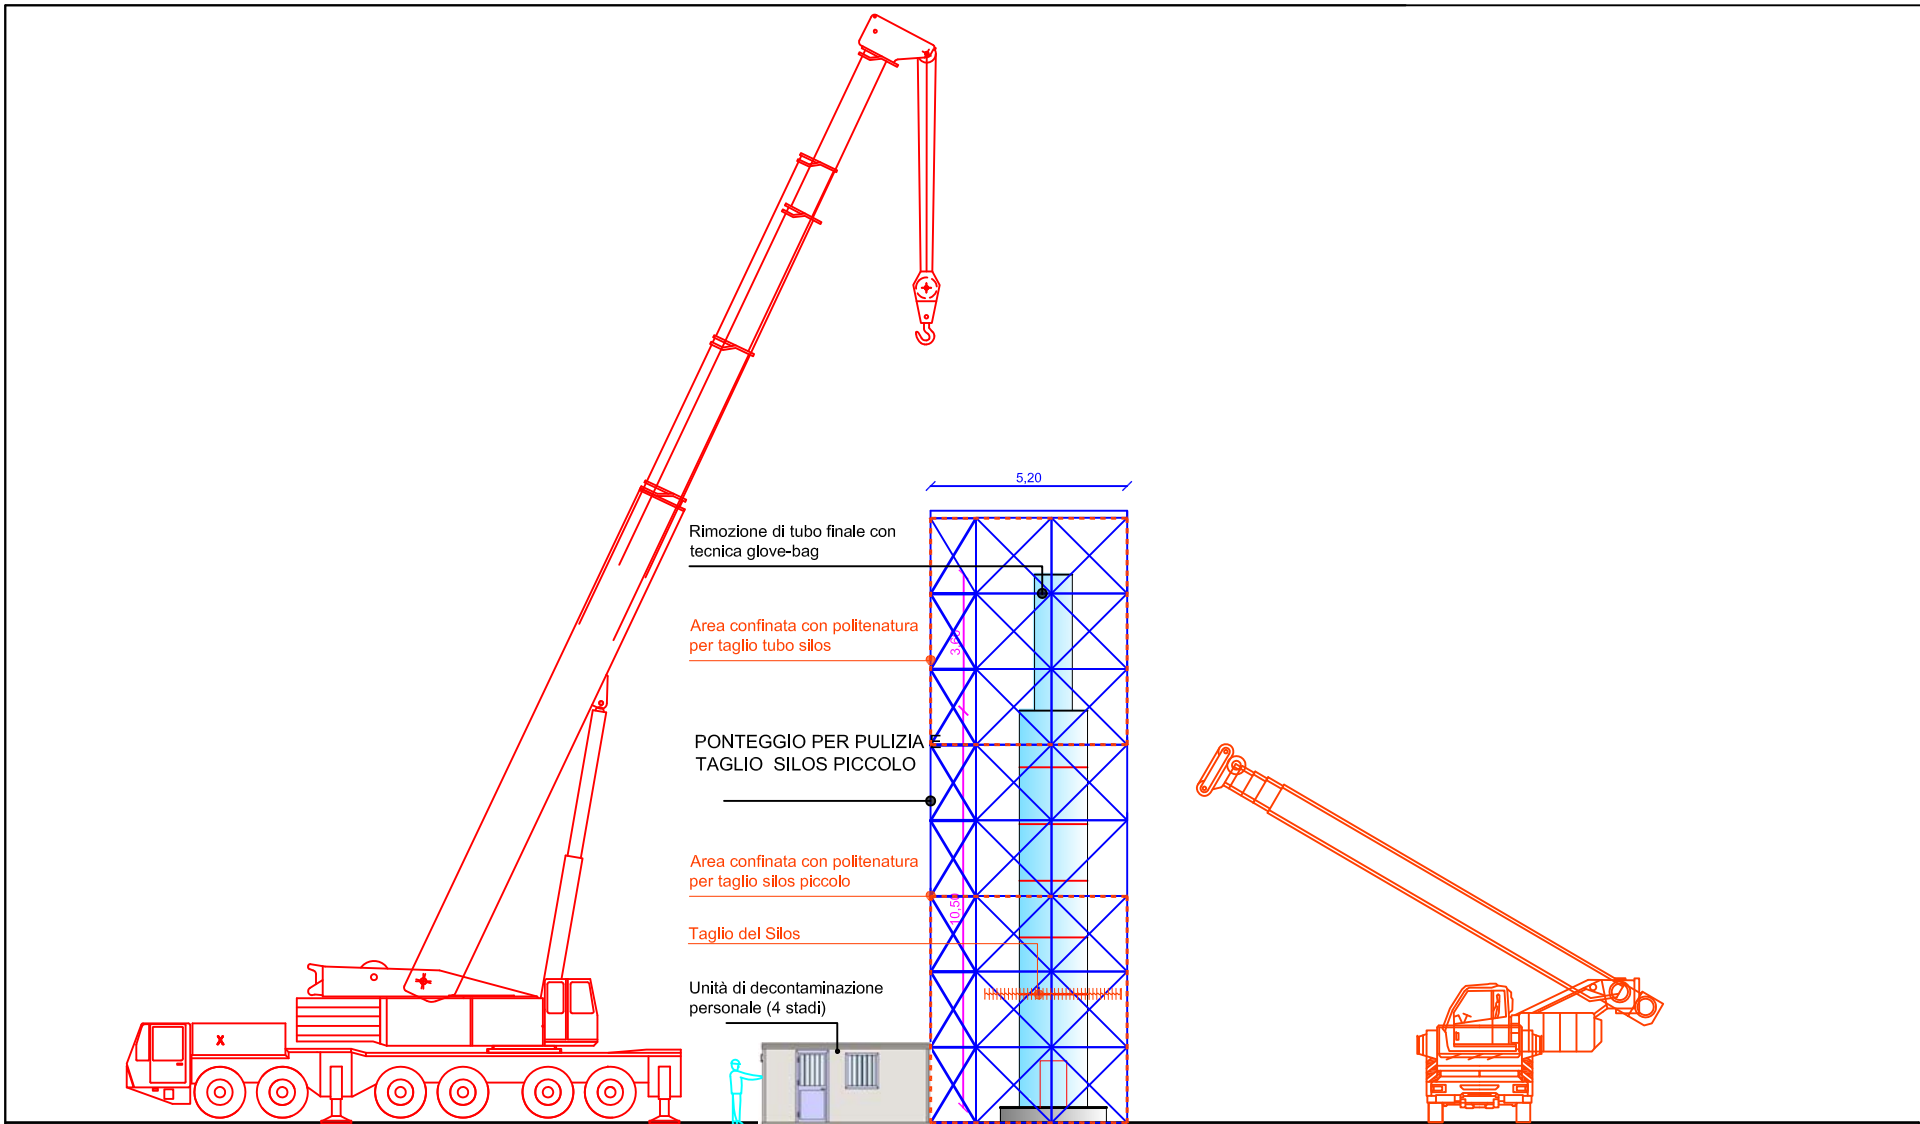 5,20
Rimozione di tubo finale con
tecnica glove-bag
Area confinata con politenatura
per taglio tubo silos
3,60
PONTEGGIO PER PULIZIA E
TAGLIO SILOS PICCOLO
Area confinata con politenatura
per taglio silos piccolo
10,50
Taglio del Silos
Unità di decontaminazione
personale (4 stadi)
X